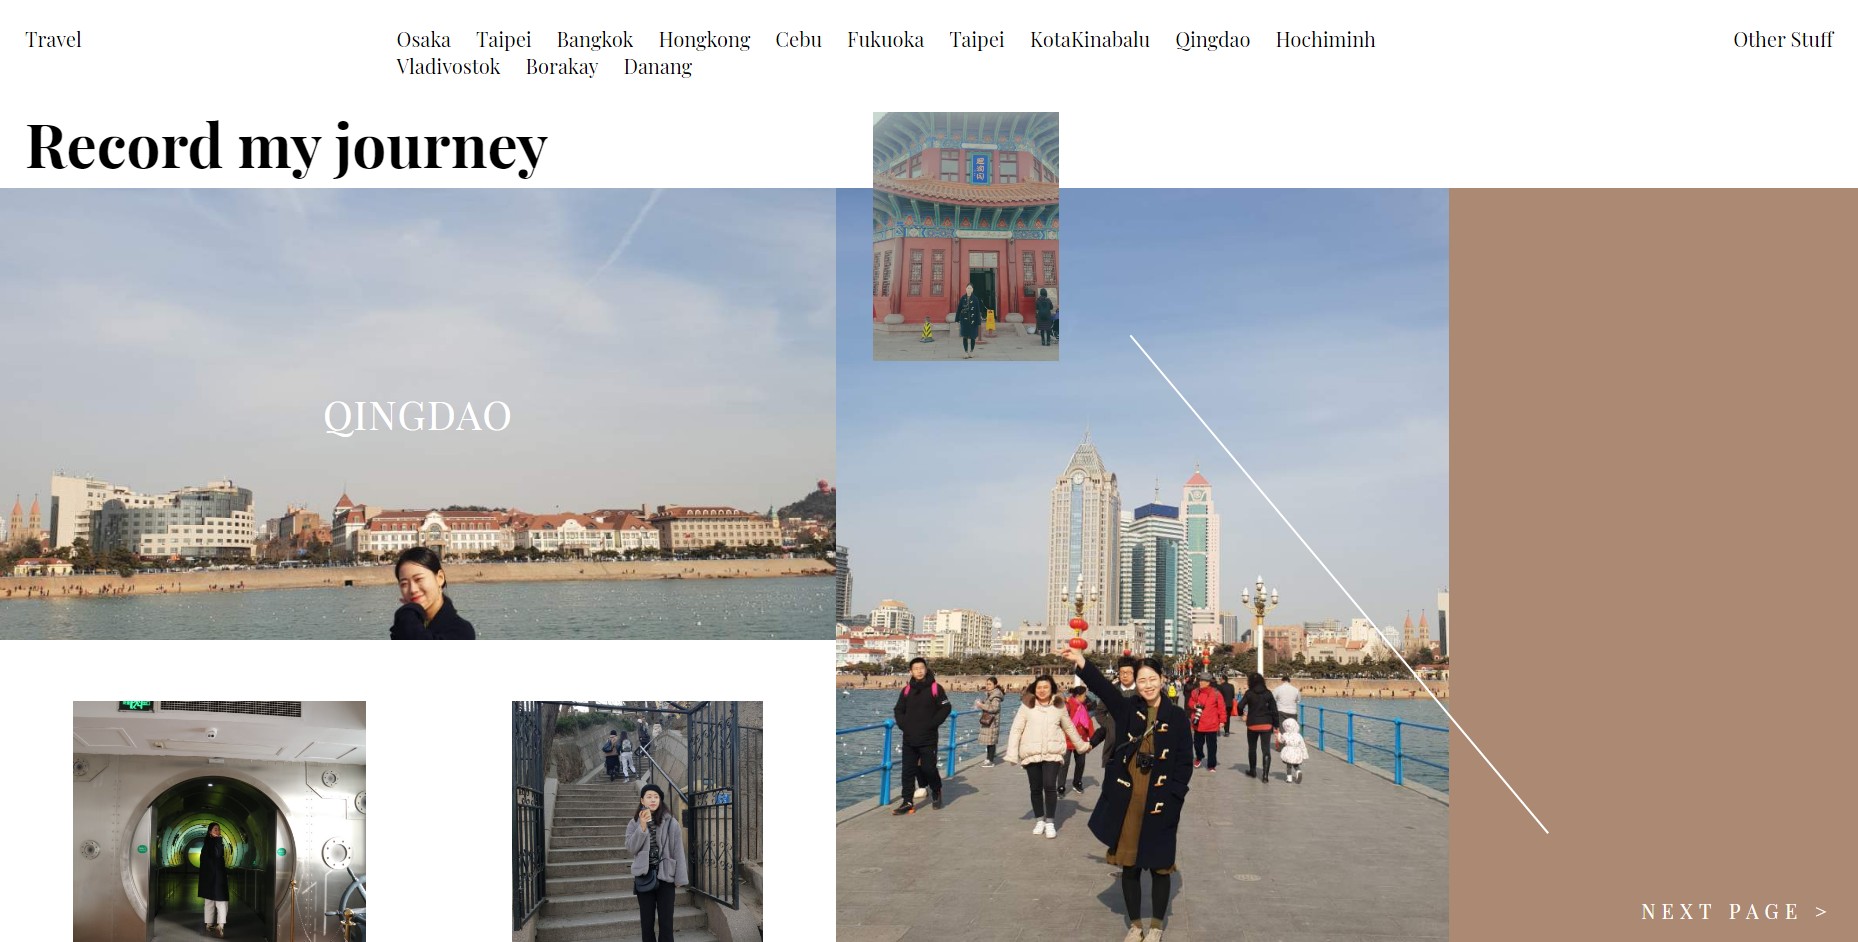 Travel
Osaka Taipei Bangkok Hongkong Cebu Fukuoka Taipei KotaKinabalu Qingdao Hochiminh
Vladivostok Borakay Danang
Other Stuff
Record my journey
QINGDAO
NEXT PAGE >